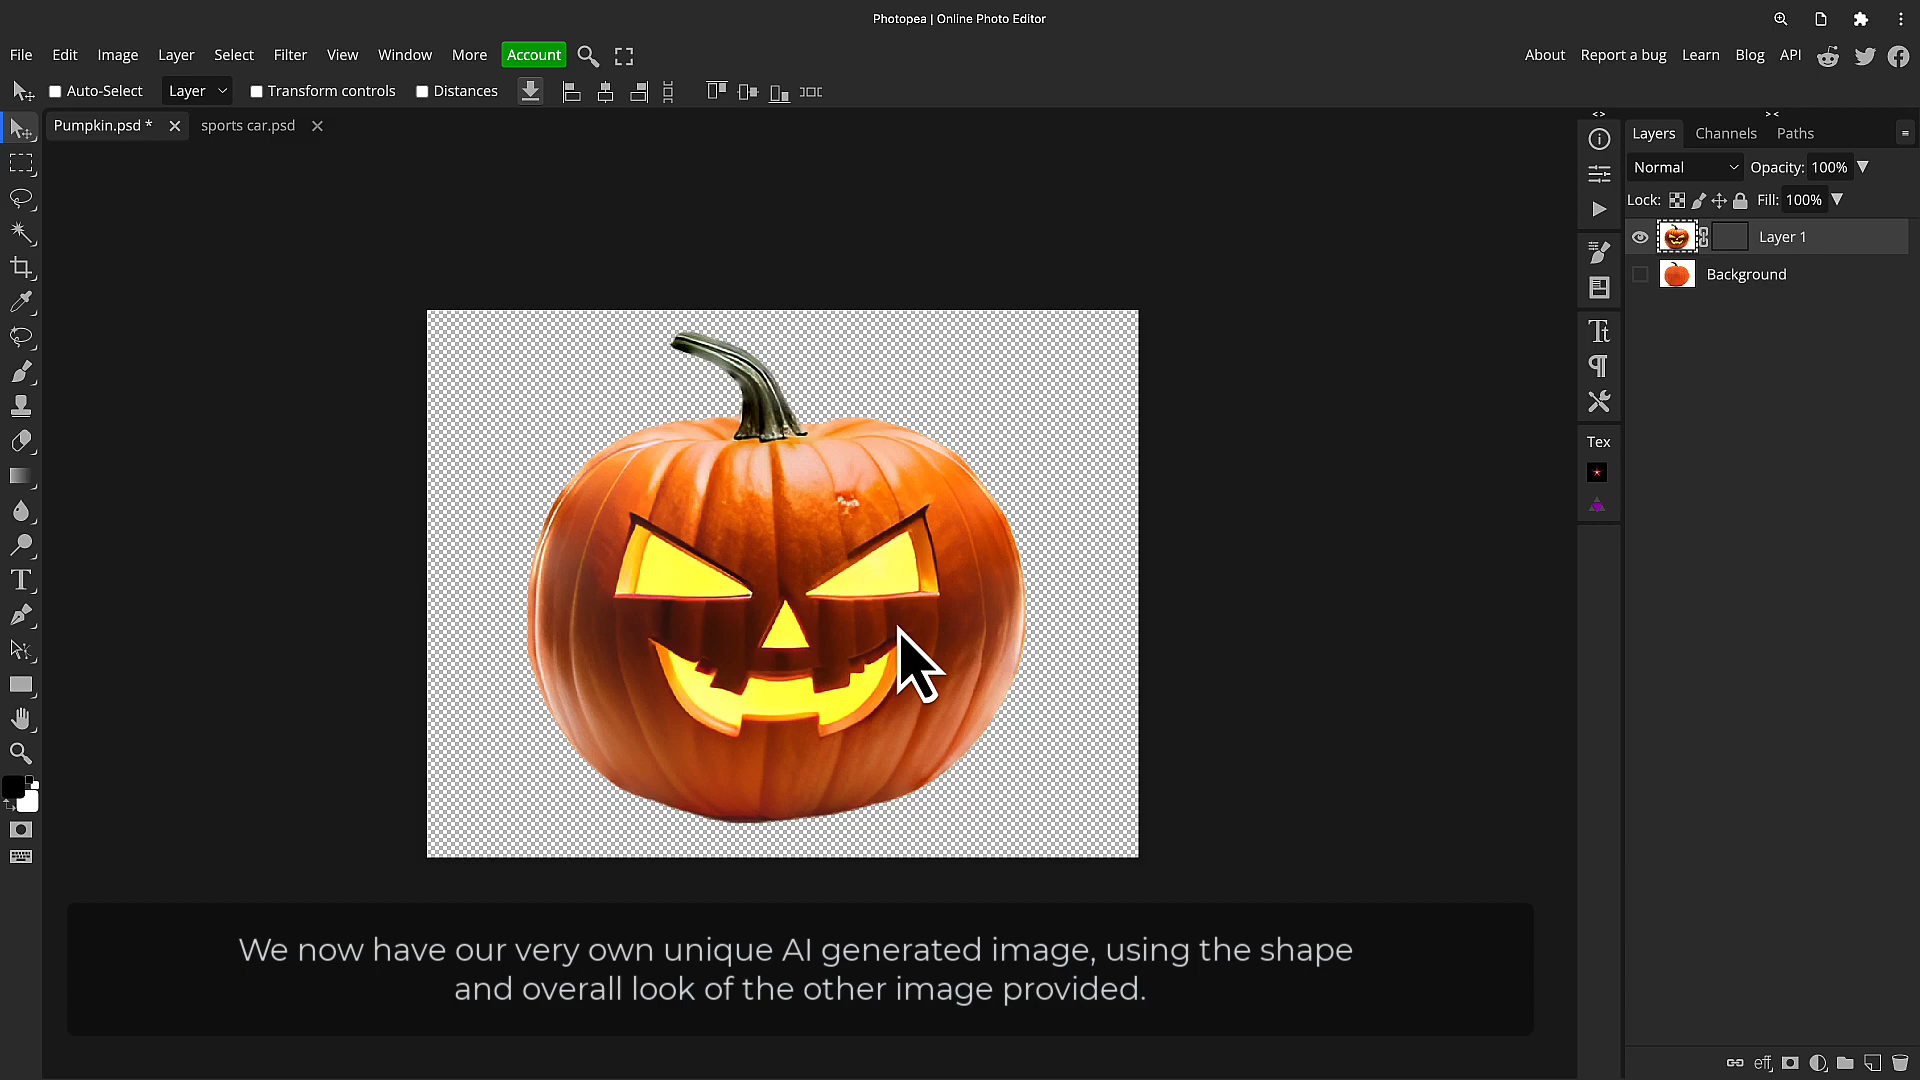 Photopea | Online Photo Editor
File Edit Image Layer Select Filter View Window More Account About Report a bug Learn Blog API
Auto-Select Layer Transform controls Distances
Pumpkin.psd * sports car.psd
Layers Channels Paths
Normal Opacity: 100%
Lock: Fill: 100%
Layer 1
Background
Tex
We now have our very own unique AI generated image, using the shape
and overall look of the other image provided.
eff